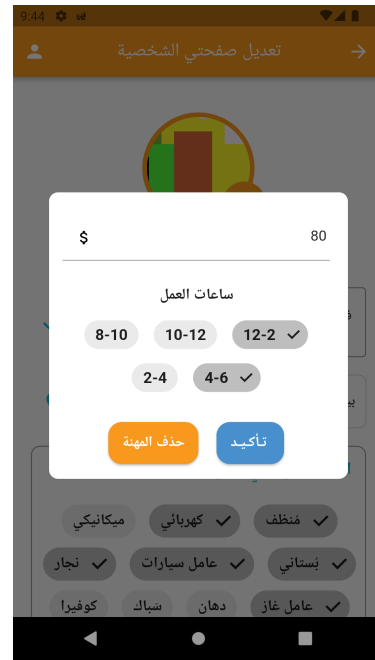 9:44
تعديل صفحتي الشخصية
80 $
ساعات العمل
8-10 10-12 12-2
2-4 4-6
تأكيد حذف المهنة
مُنظف كهربائي ميكانيكي
بُستاني عامل سيارات نجار
عامل غاز دهان سَباك كوفيرا